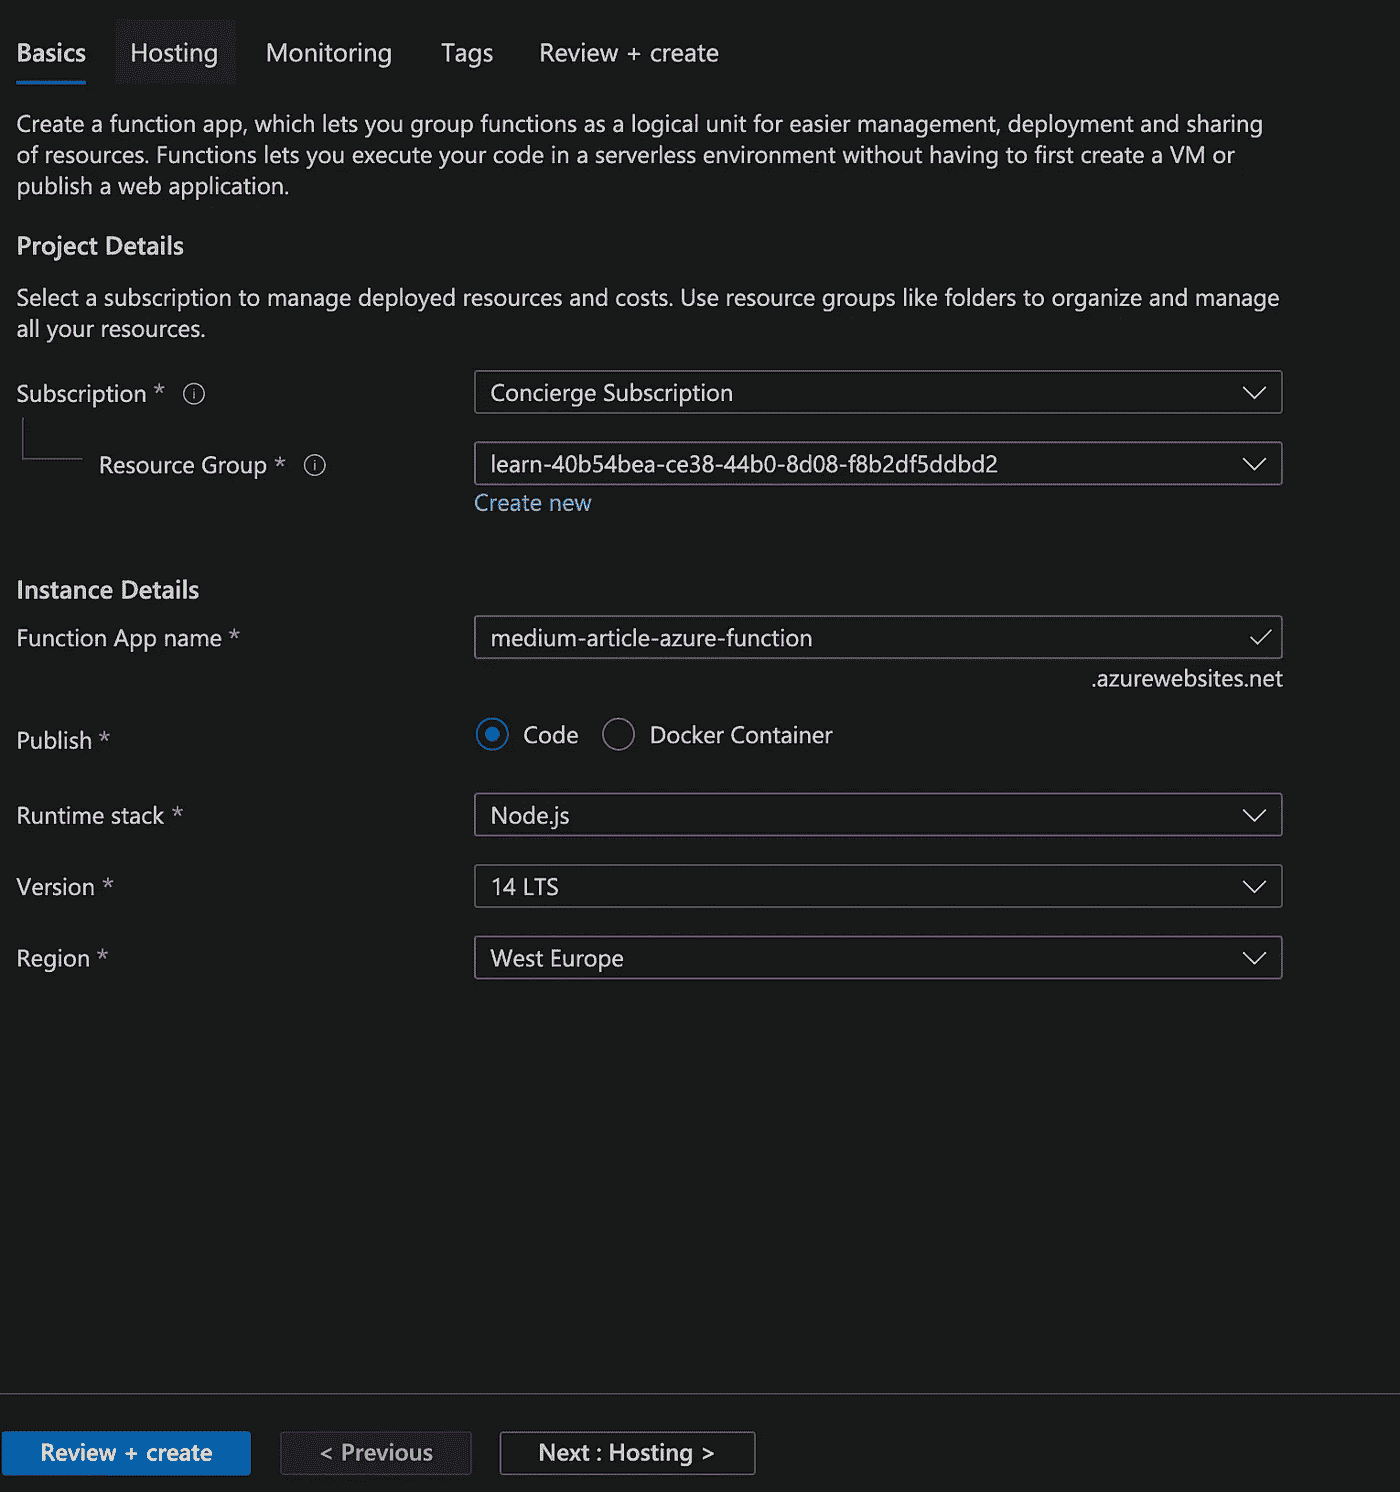 Basics Hosting Monitoring Tags Review + create
Create a function app, which lets you group functions as a logical unit for easier management, deployment and sharing
of resources. Functions lets you execute your code in a serverless environment without having to first create a VM or
publish a web application.
Project Details
Select a subscription to manage deployed resources and costs. Use resource groups like folders to organize and manage
all your resources.
Subscription * Concierge Subscription
Resource Group * learn-40b54bea-ce38-44b0-8d08-f8b2df5ddbd2
Create new
Instance Details
Function App name * medium-article-azure-function
.azurewebsites.net
Publish * Code Docker Container
Runtime stack * Node.js
Version * 14 LTS
Region * West Europe
Review + create < Previous Next : Hosting >